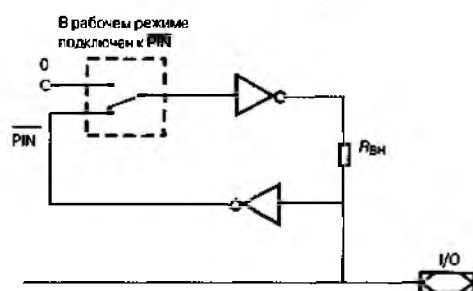 В рабочем режиме
подключен к PIN
0
PIN
RВН
I/O